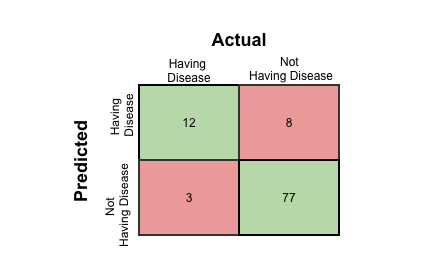 Actual
Having
Disease
Not
Having Disease
Predicted
Having
Disease
12
8
Not
Having Disease
3
77